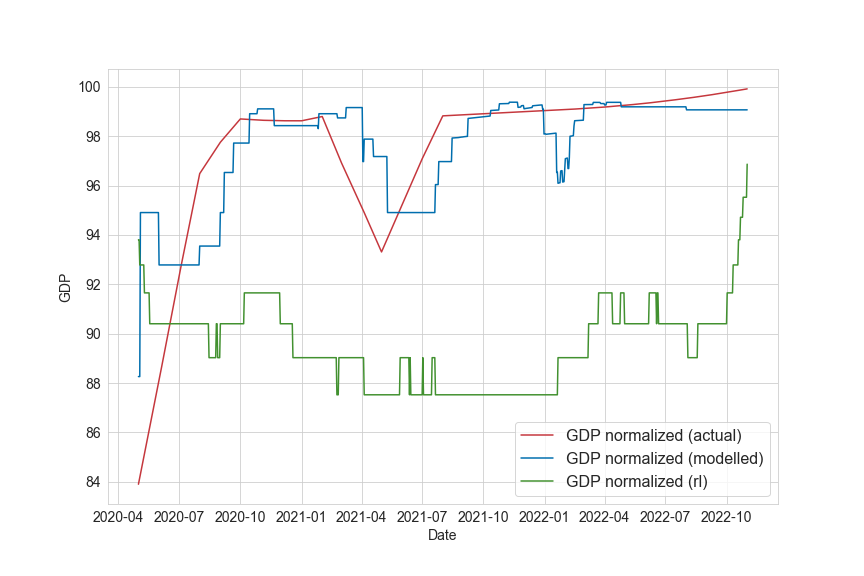 100
98
96
94
92
90
88
86
84
GDP
GDP normalized (actual)
GDP normalized (modelled)
GDP normalized (rl)
2020-04 2020-07 2020-10 2021-01 2021-04 2021-07 2021-10 2022-01 2022-04 2022-07 2022-10
Date